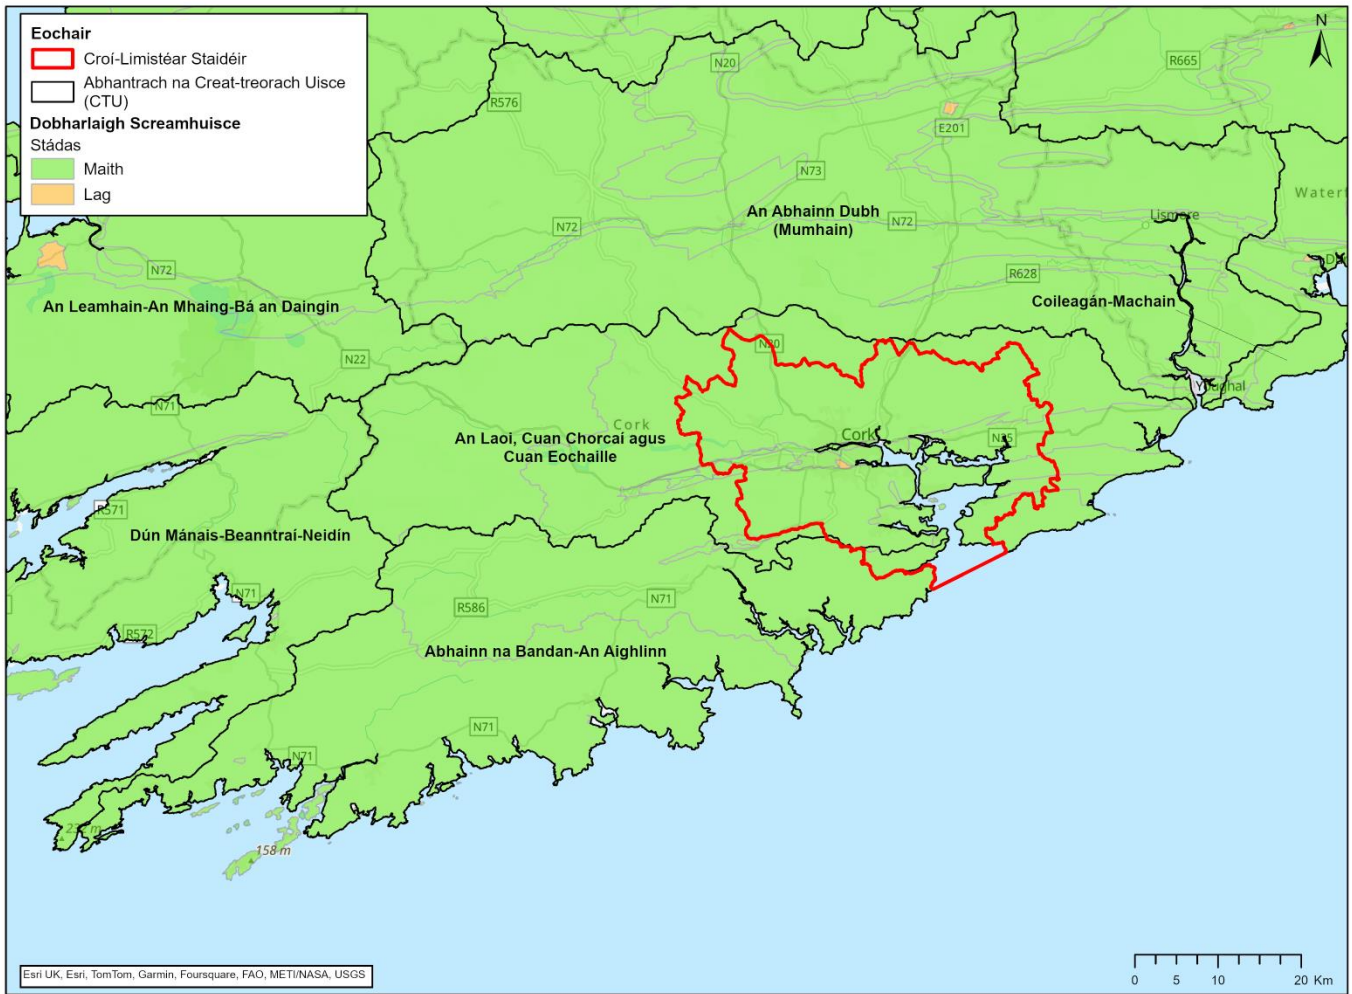 Eochair
Croí-Limistéar Staidéir
Abhantrach na Creat-treorach Uisce
(CTU)
Dobharlaigh Screamhuisce
Stádas
Maith
Lag
N
N20
R665
R576
E201
N73
Waterf
An Abhainn Dubh
(Mumhain)
N72
N72
Lismore
N72
R628
An Leamhain-An Mhaing-Bá an Daingin
Coileagán-Machain
N20
N22
Youghal
N71
Cork
An Laoi, Cuan Chorcaí agus
Cuan Eochaille
Cork
N25
R571
Dún Mánais-Beanntraí-Neidín
N71
R586
N71
R572
Abhainn na Bandan-An Aighlinn
N71
N71
232 m
158 m
Esri UK, Esri, TomTom, Garmin, Foursquare, FAO, METI/NASA, USGS
0 5 10 20 Km